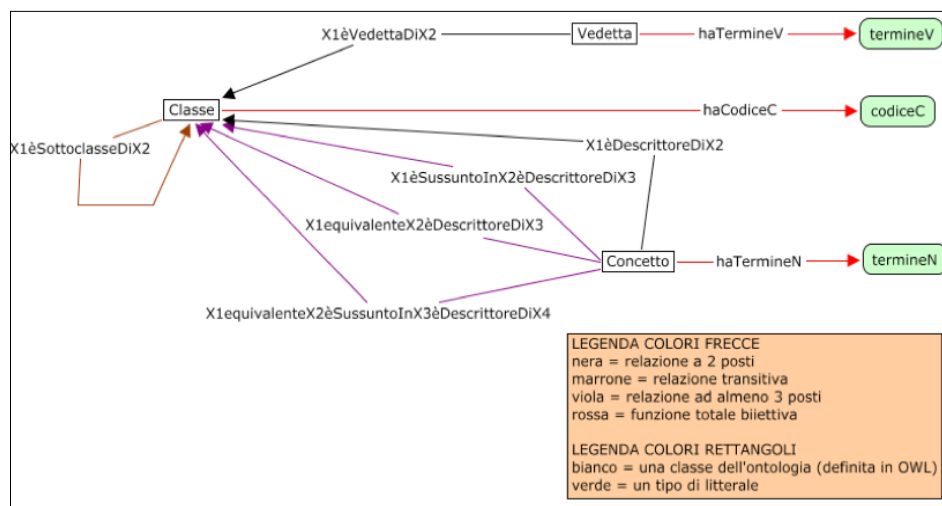 X1èVedettaDiX2
Vedetta
haTermineV
termineV
Classe
haCodiceC
codiceC
X1èSottoclasseDiX2
X1èDescrittoreDiX2
X1èSussuntoInX2èDescrittoreDiX3
X1equivalenteX2èDescrittoreDiX3
Concetto
haTermineN
termineN
X1equivalenteX2èSussuntoInX3èDescrittoreDiX4
LEGENDA COLORI FRECCE
nera = relazione a 2 posti
marrone = relazione transitiva
viola = relazione ad almeno 3 posti
rossa = funzione totale biiettiva
LEGENDA COLORI RETTANGOLI
bianco = una classe dell'ontologia (definita in OWL)
verde = un tipo di litterale